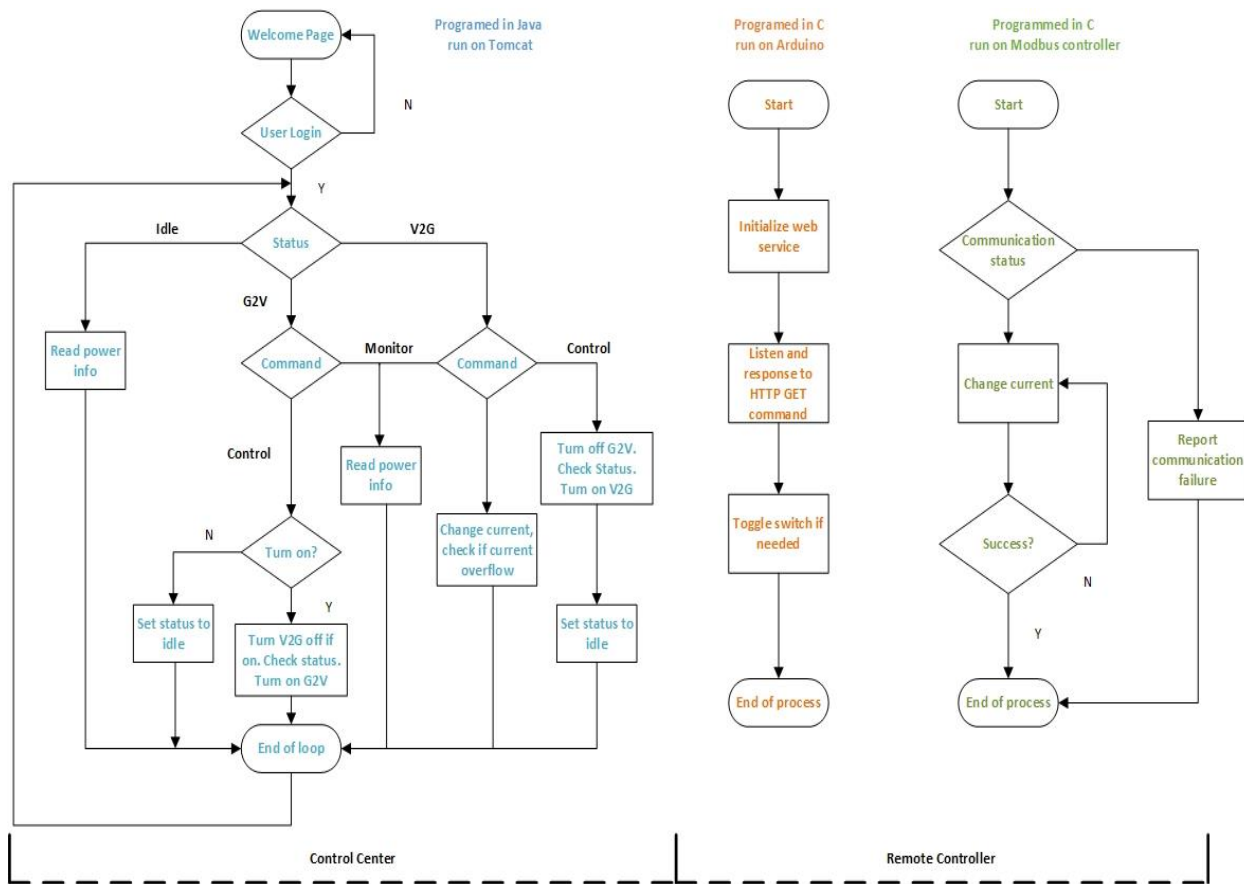 Programed in Java
run on Tomcat
Programed in C
run on Arduino
Programmed in C
run on Modbus controller
Welcome Page
N
User Login
Y
Status
Idle
V2G
G2V
Read power
info
Command
Monitor
Command
Control
Control
Read power
info
Turn off G2V.
Check Status.
Turn on V2G
Change current,
check if current
overflow
Turn on?
N
Y
Set status to
idle
Turn V2G off if
on. Check status.
Turn on G2V
Set status to
idle
End of loop
Start
Initialize web
service
Listen and
response to
HTTP GET
command
Toggle switch if
needed
End of process
Start
Communication
status
Change current
Report
communication
failure
Success?
N
Y
End of process
Control Center
Remote Controller